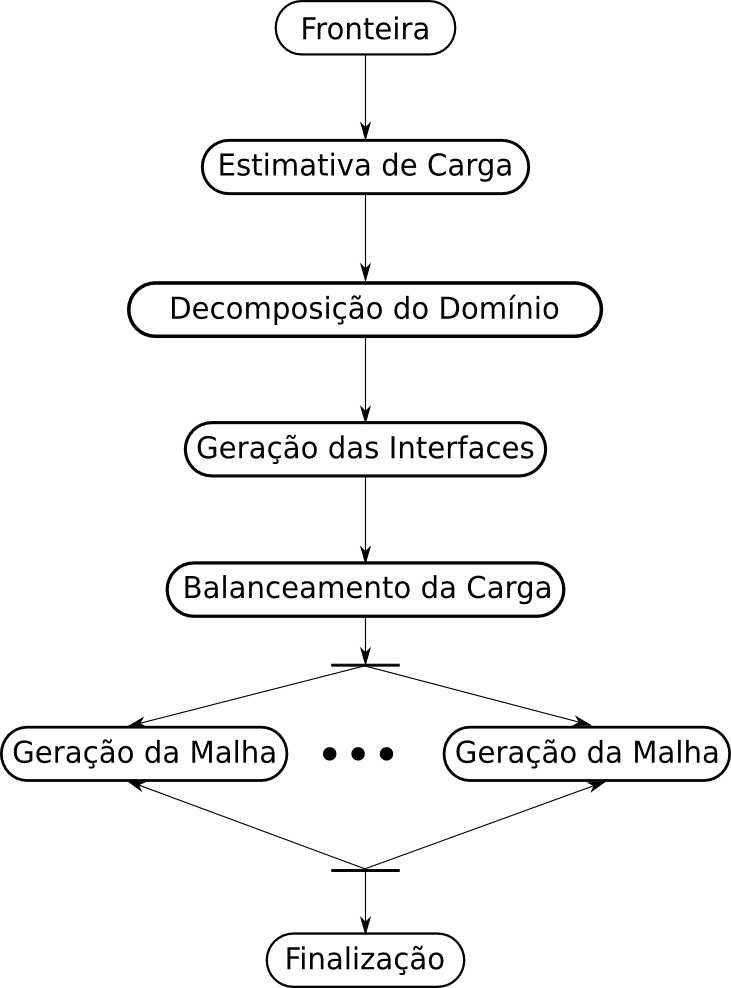 Fronteira
Estimativa de Carga
Decomposição do Domínio
Geração das Interfaces
Balanceamento da Carga
Geração da Malha
Geração da Malha
Finalização